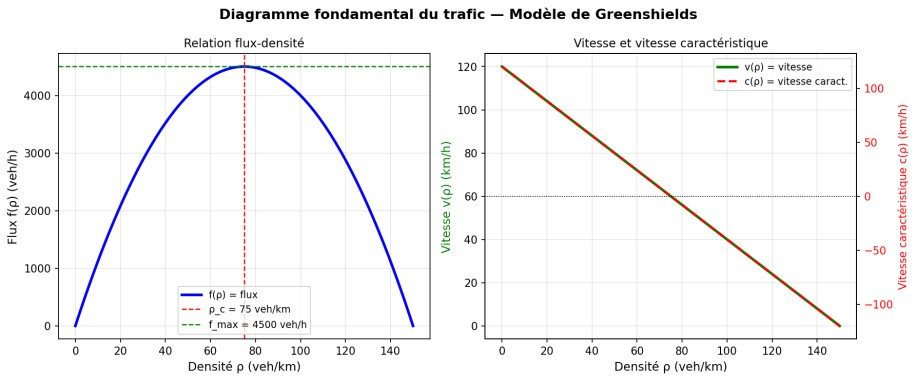 Diagramme fondamental du trafic — Modèle de Greenshields
Relation flux-densité
Flux f(ρ) (veh/h)
4000
3000
2000
1000
0
f(ρ) = flux
ρ_c = 75 veh/km
f_max = 4500 veh/h
0 20 40 60 80 100 120 140
Densité ρ (veh/km)
Vitesse et vitesse caractéristique
Vitesse v(ρ) (km/h)
120
100
80
60
40
20
0
v(ρ) = vitesse
c(ρ) = vitesse caract.
100
50
0
−50
−100
Vitesse caractéristique c(ρ) (km/h)
0 20 40 60 80 100 120 140
Densité ρ (veh/km)